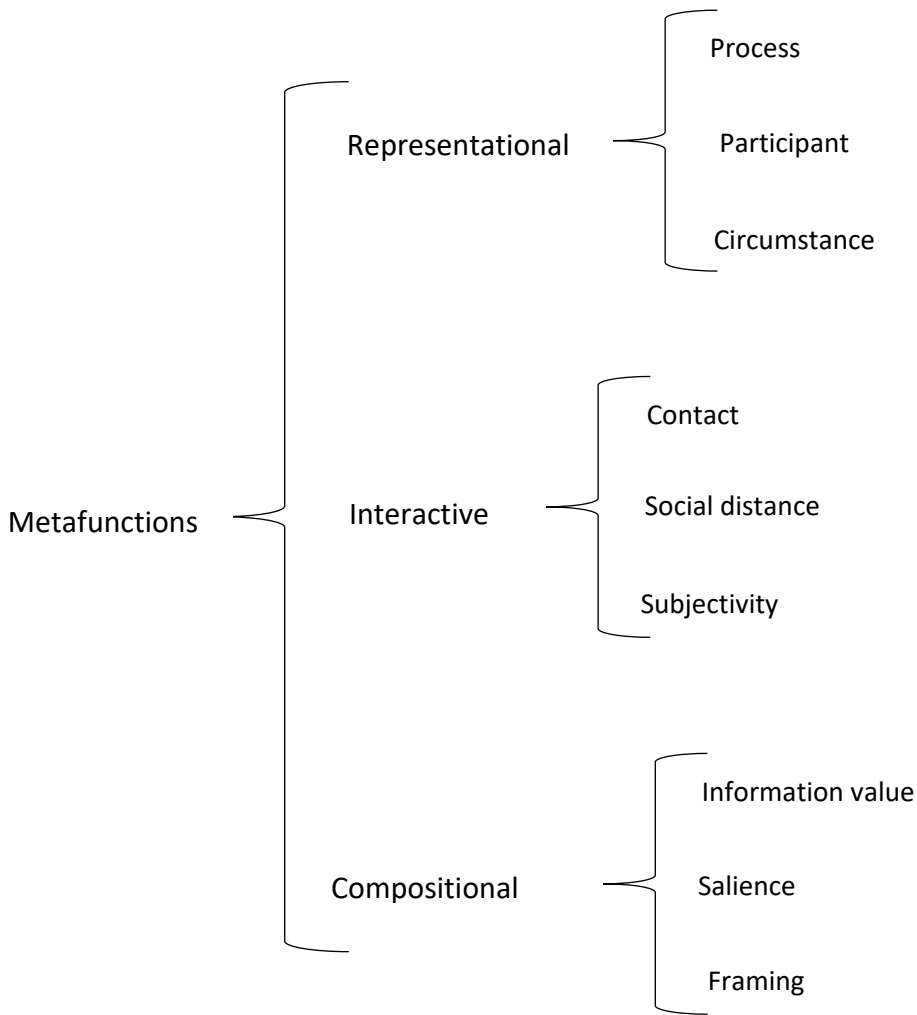 Process
Representational
Participant
Circumstance
Contact
Metafunctions
Interactive
Social distance
Subjectivity
Information value
Compositional
Salience
Framing